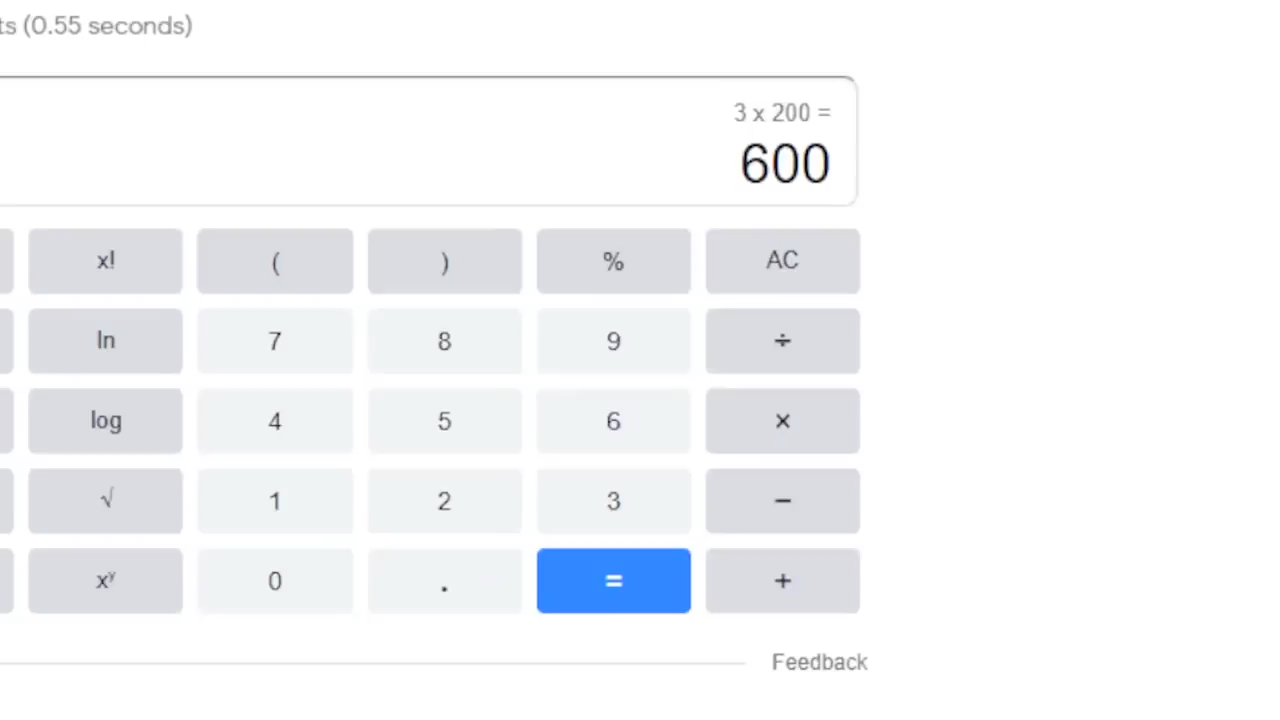 ts (0.55 seconds)
3 x 200 =
600
x! ( ) % AC
ln 7 8 9 ÷
log 4 5 6 ×
√ 1 2 3 −
xʸ 0 . = +
Feedback